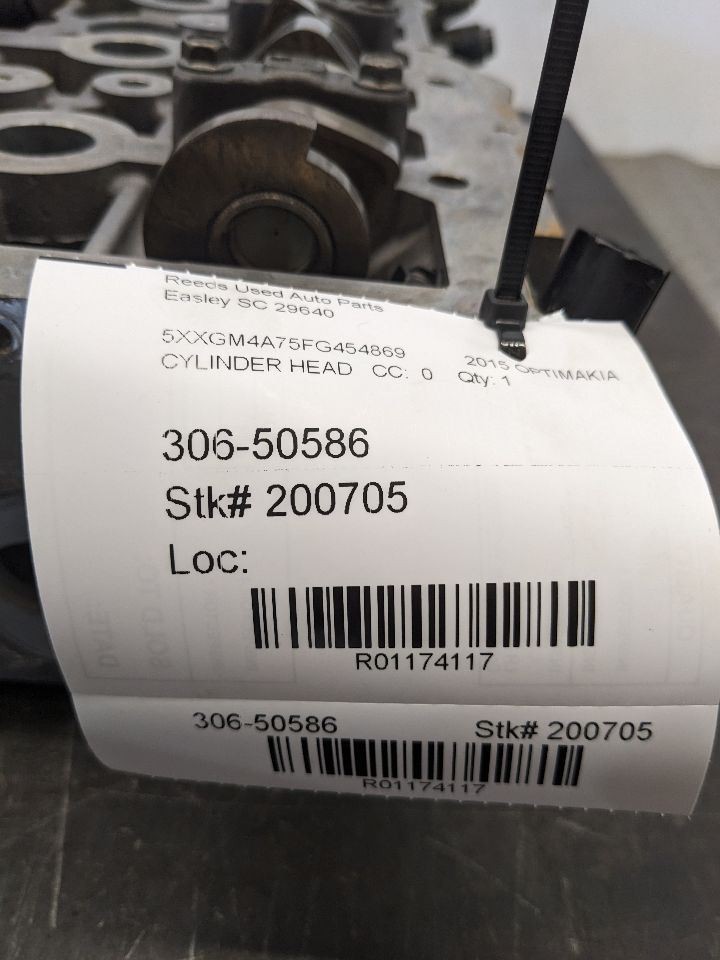 Reeds Used Auto Parts
Easley SC 29640
5XXGM4A75FG454869 2015 OPTIMAKIA
CYLINDER HEAD CC: 0 Qty: 1
306-50586
Stk# 200705
Loc:
R01174117
306-50586 Stk# 200705
R01174117